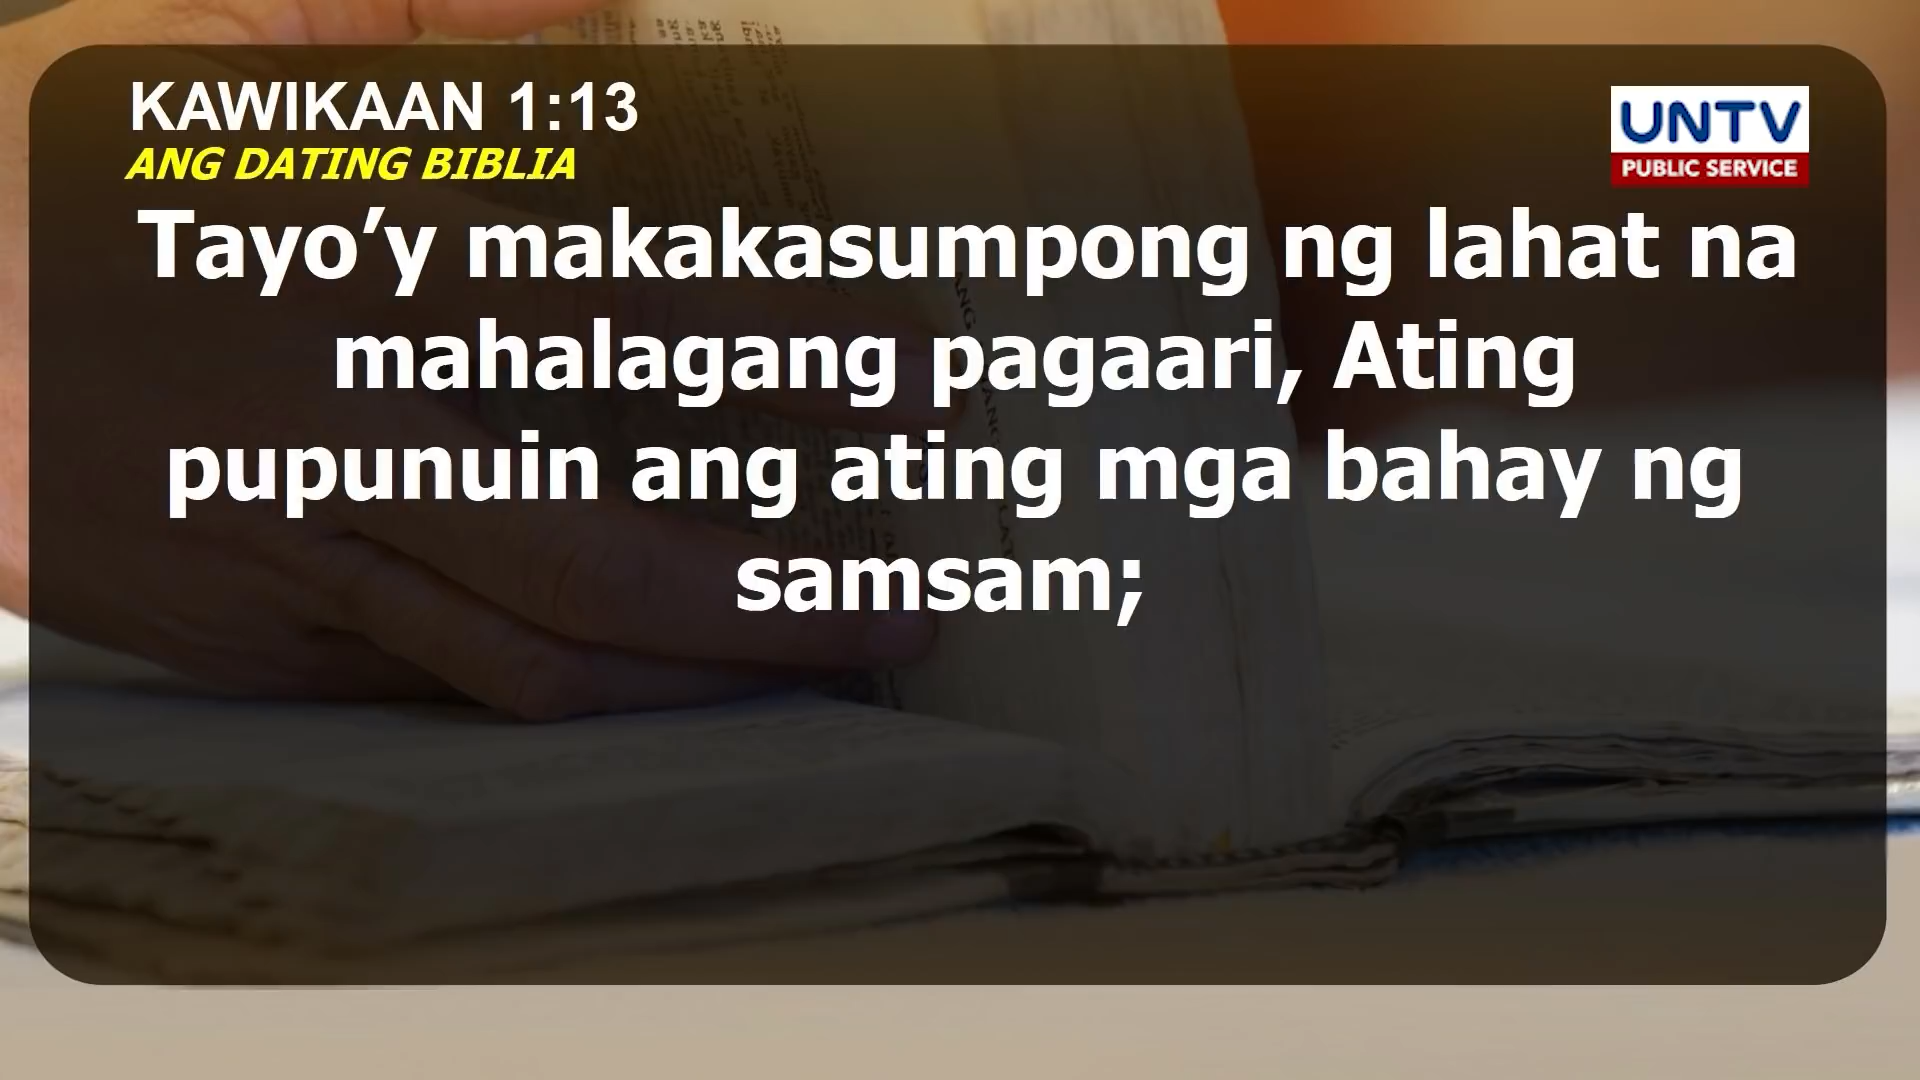 KAWIKAAN 1:13
ANG DATING BIBLIA
UNTV
PUBLIC SERVICE
Tayo’y makakasumpong ng lahat na
mahalagang pagaari, Ating
pupunuin ang ating mga bahay ng
samsam;